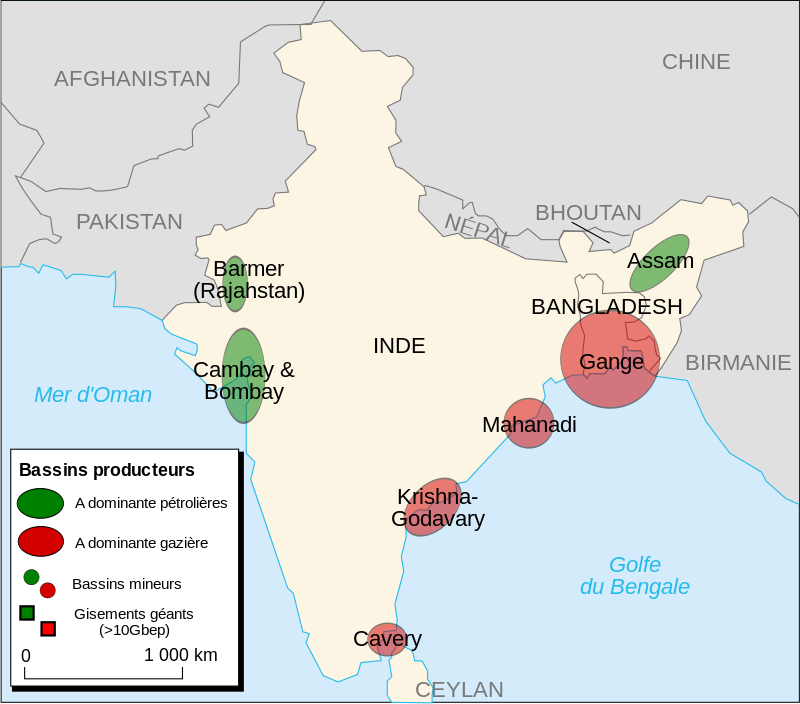 AFGHANISTAN
CHINE
PAKISTAN
NÉPAL
BHOUTAN
Assam
Barmer
(Rajahstan)
BANGLADESH
INDE
Gange
BIRMANIE
Cambay &
Bombay
Mer d'Oman
Mahanadi
Krishna-
Godavary
Golfe
du Bengale
Cavery
CEYLAN
Bassins producteurs
A dominante pétrolières
A dominante gazière
Bassins mineurs
Gisements géants
(>10Gbep)
0
1 000 km